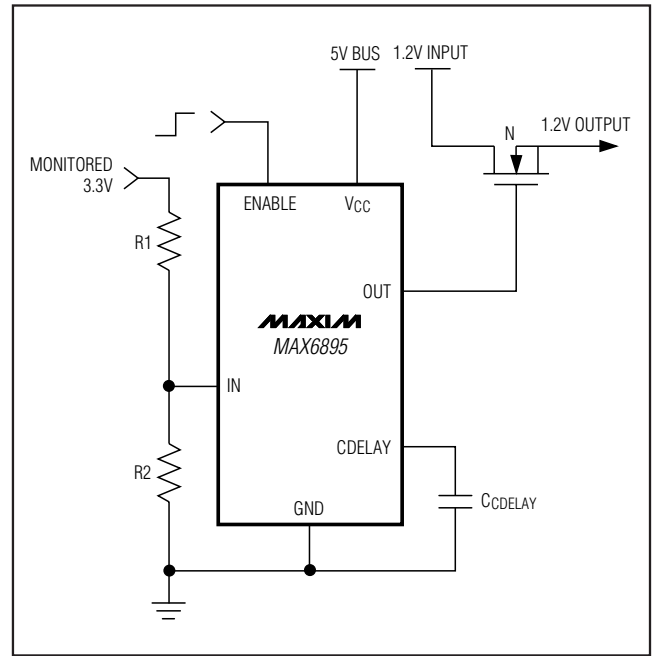 5V BUS
1.2V INPUT
N
1.2V OUTPUT
MONITORED
3.3V
ENABLE
VCC
R1
OUT
MAXIM
MAX6895
IN
R2
CDELAY
CCDELAY
GND